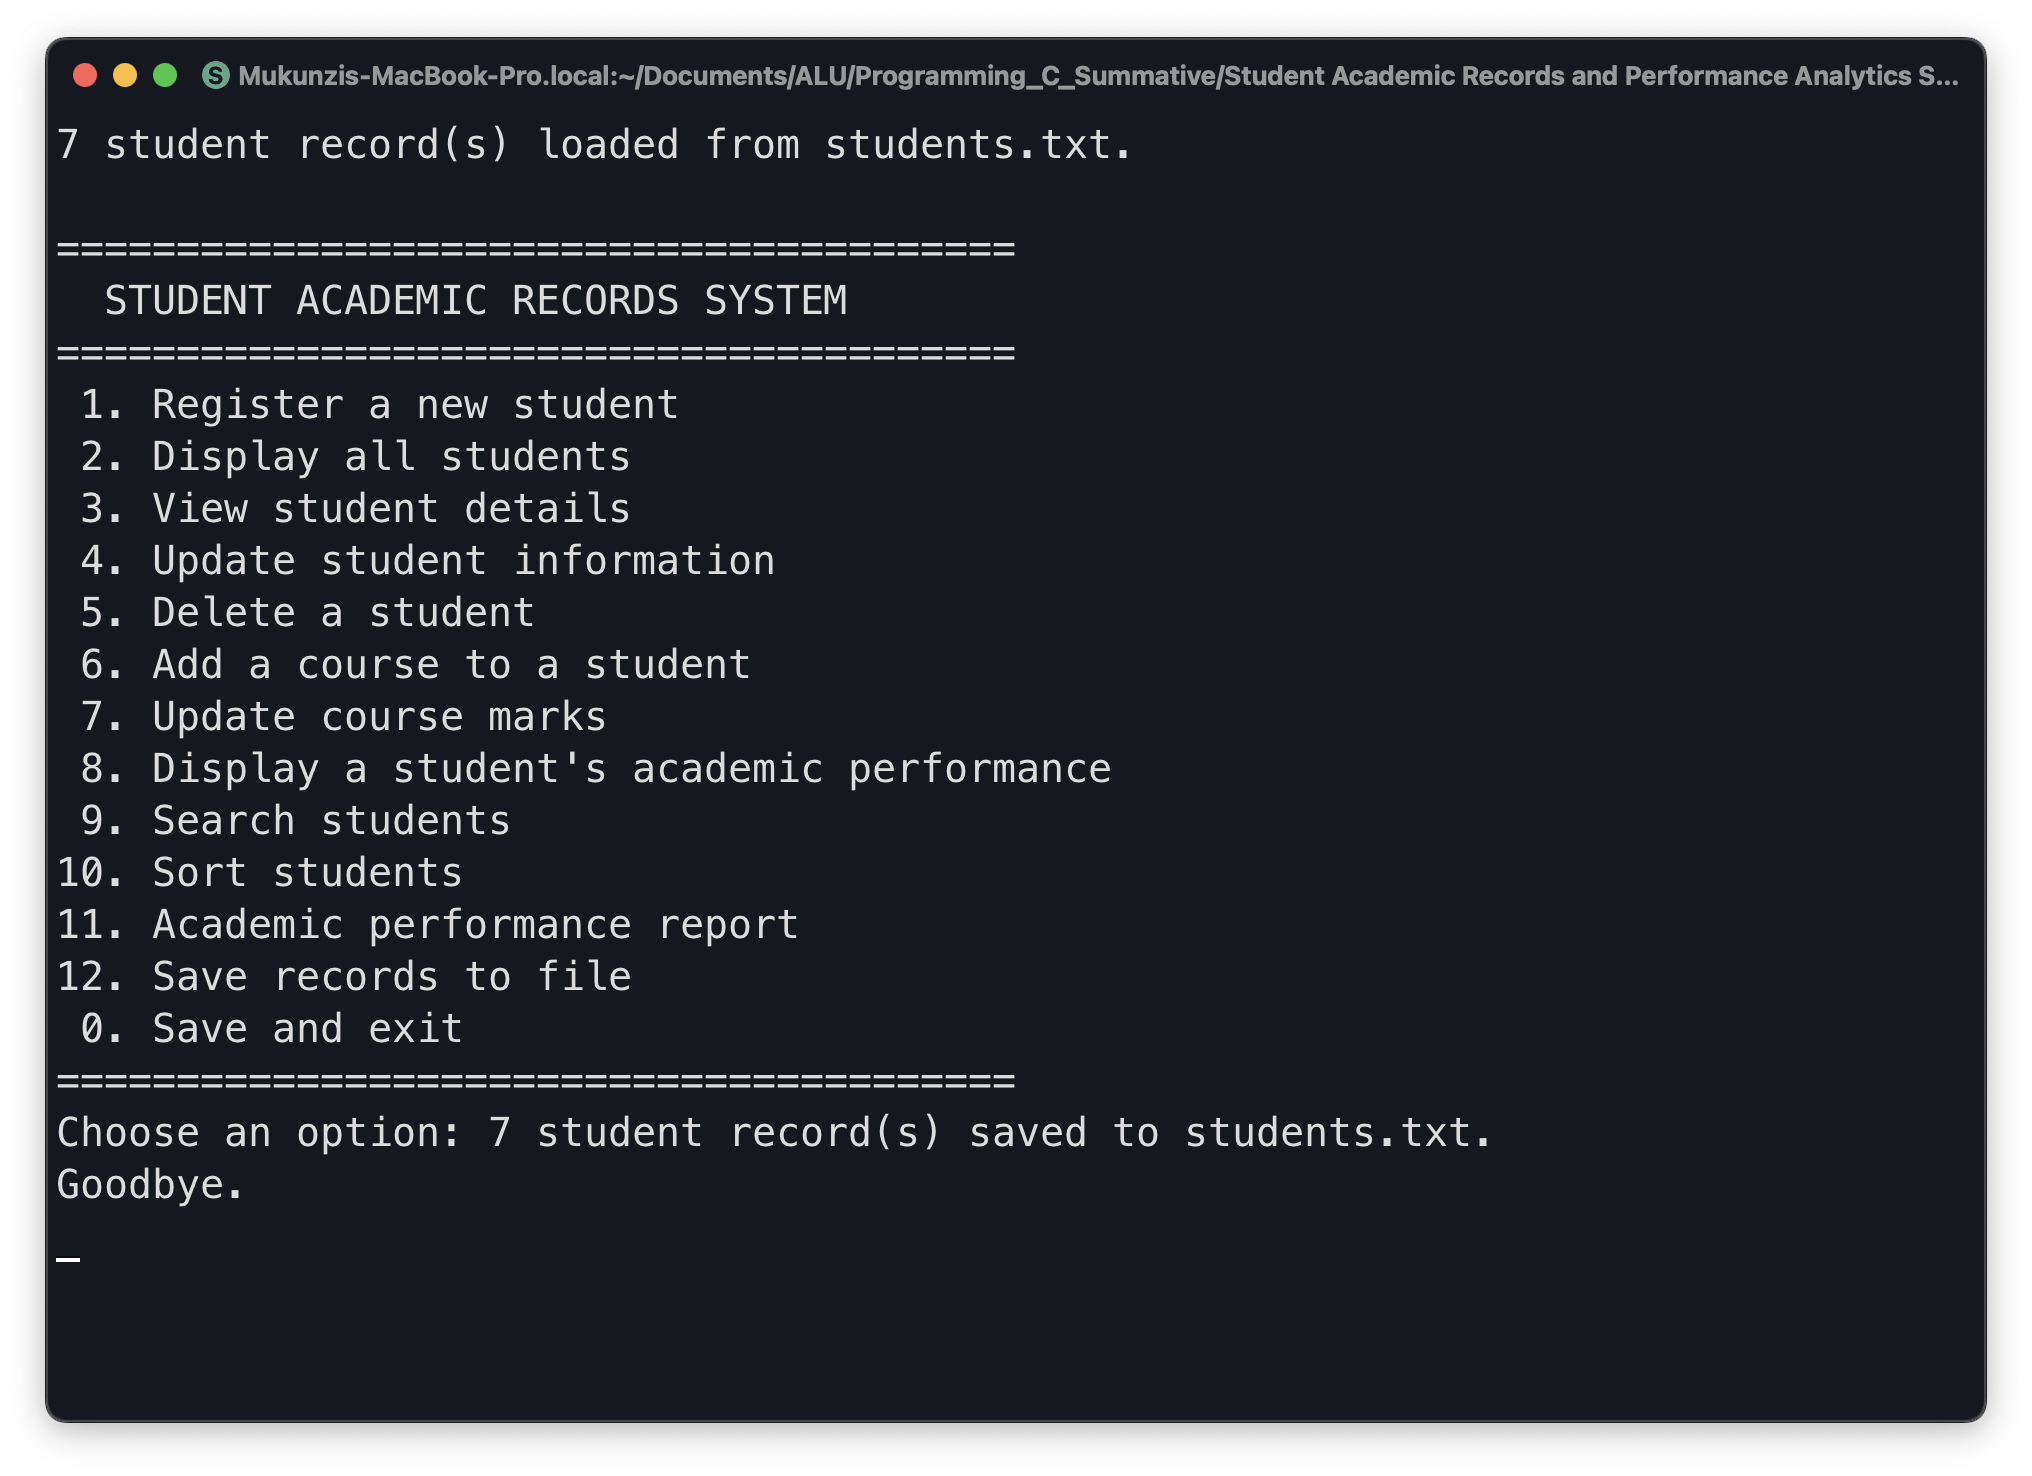 S Mukunzis-MacBook-Pro.local:~/Documents/ALU/Programming_C_Summative/Student Academic Records and Performance Analytics S...
7 student record(s) loaded from students.txt.
========================================
  STUDENT ACADEMIC RECORDS SYSTEM
========================================
 1. Register a new student
 2. Display all students
 3. View student details
 4. Update student information
 5. Delete a student
 6. Add a course to a student
 7. Update course marks
 8. Display a student's academic performance
 9. Search students
10. Sort students
11. Academic performance report
12. Save records to file
 0. Save and exit
========================================
Choose an option: 7 student record(s) saved to students.txt.
Goodbye.